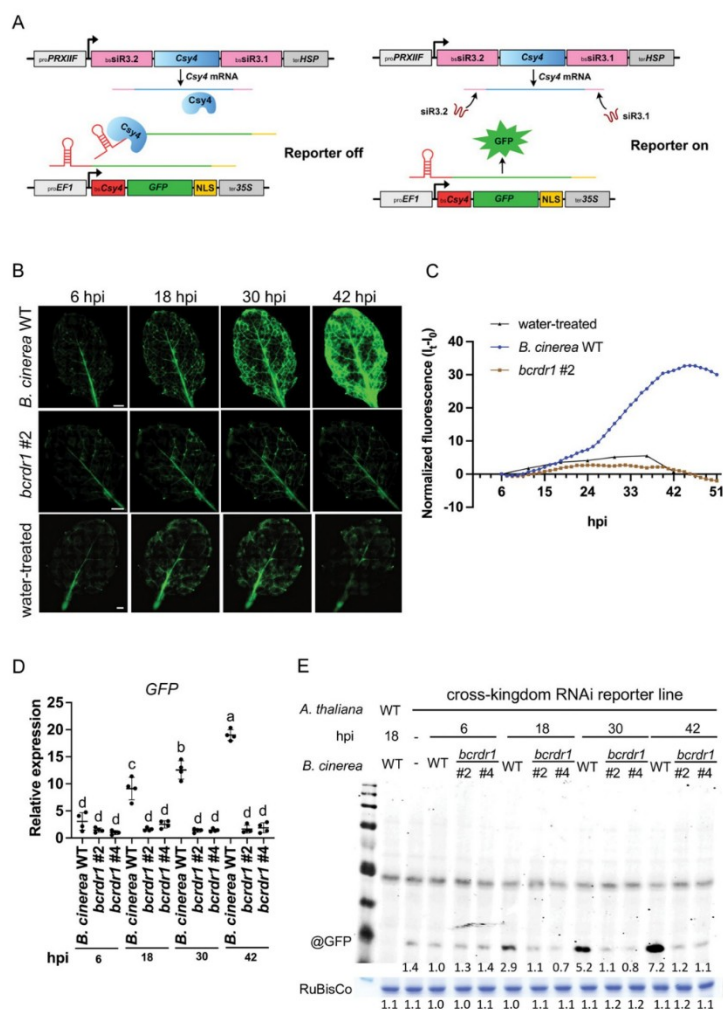 A
proPRXIIF bssiR3.2 Csy4 bssiR3.1 terHSP
Csy4 mRNA
Csy4
Csy4
Reporter off
proEF1 bsCsy4 GFP NLS ter35S
proPRXIIF bssiR3.2 Csy4 bssiR3.1 terHSP
Csy4 mRNA
siR3.2
siR3.1
GFP
Reporter on
proEF1 bsCsy4 GFP NLS ter35S
B
6 hpi 18 hpi 30 hpi 42 hpi
B. cinerea WT
bcrdr1 #2
water-treated
C
water-treated
B. cinerea WT
bcrdr1 #2
Normalized fluorescence (It-I0)
40
30
20
10
0
-10
6 15 24 33 42 51
hpi
D
GFP
Relative expression
25
20
15
10
5
0
d d d c d d b d d a d d
B. cinerea WT
bcrdr1 #2
bcrdr1 #4
B. cinerea WT
bcrdr1 #2
bcrdr1 #4
B. cinerea WT
bcrdr1 #2
bcrdr1 #4
B. cinerea WT
bcrdr1 #2
bcrdr1 #4
hpi 6 18 30 42
E
cross-kingdom RNAi reporter line
A. thaliana WT
hpi 18 - 6 18 30 42
B. cinerea WT - WT bcrdr1 #2 #4 WT bcrdr1 #2 #4 WT bcrdr1 #2 #4 WT bcrdr1 #2 #4
@GFP
1.4 1.0 1.3 1.4 2.9 1.1 0.7 5.2 1.1 0.8 7.2 1.2 1.1
RuBisCo
1.1 1.1 1.0 1.0 1.1 1.0 1.1 1.1 1.1 1.2 1.2 1.1 1.1 1.1